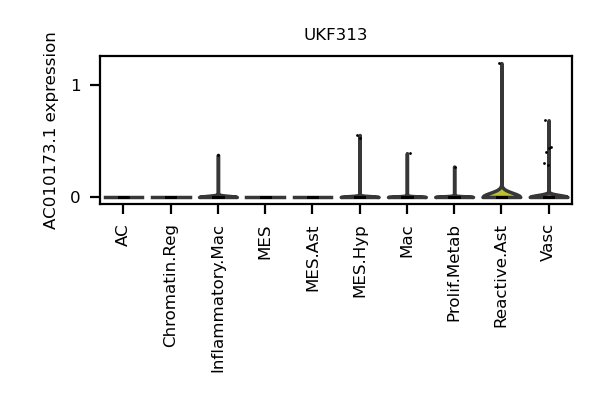 UKF313
AC010173.1 expression
1
0
AC
Chromatin.Reg
Inflammatory.Mac
MES
MES.Ast
MES.Hyp
Mac
Prolif.Metab
Reactive.Ast
Vasc